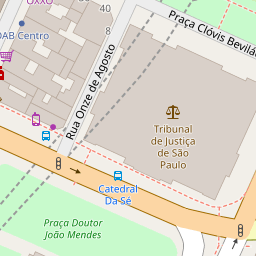 OXXO
40
OAB Centro
8
Praça Clóvis Bevilá
Rua Onze de Agosto
Tribunal
de Justiça
de São
Paulo
Catedral
Da Sé
Praça Doutor
João Mendes